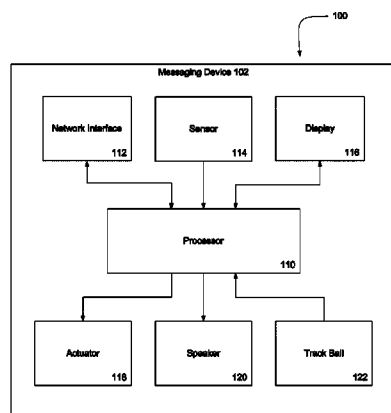 100
Messaging Device 102
Network Interface
112
Sensor
114
Display
116
Processor
110
Actuator
118
Speaker
120
Track Ball
122